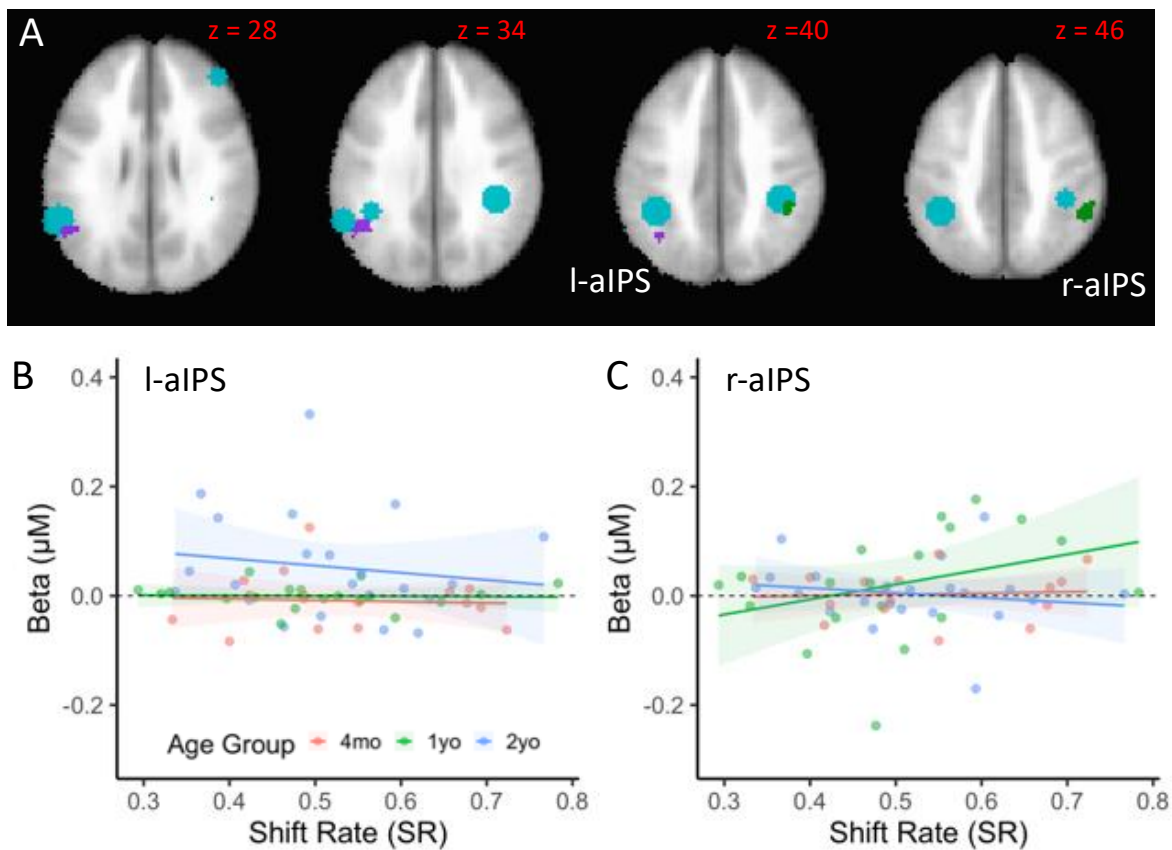 A
z = 28
z = 34
z =40
z = 46
l-aIPS
r-aIPS
B
l-aIPS
C
r-aIPS
0.4
0.2
0.0
-0.2
Beta (µM)
Age Group 4mo 1yo 2yo
0.3 0.4 0.5 0.6 0.7 0.8
Shift Rate (SR)
0.4
0.2
0.0
-0.2
Beta (µM)
0.3 0.4 0.5 0.6 0.7 0.8
Shift Rate (SR)